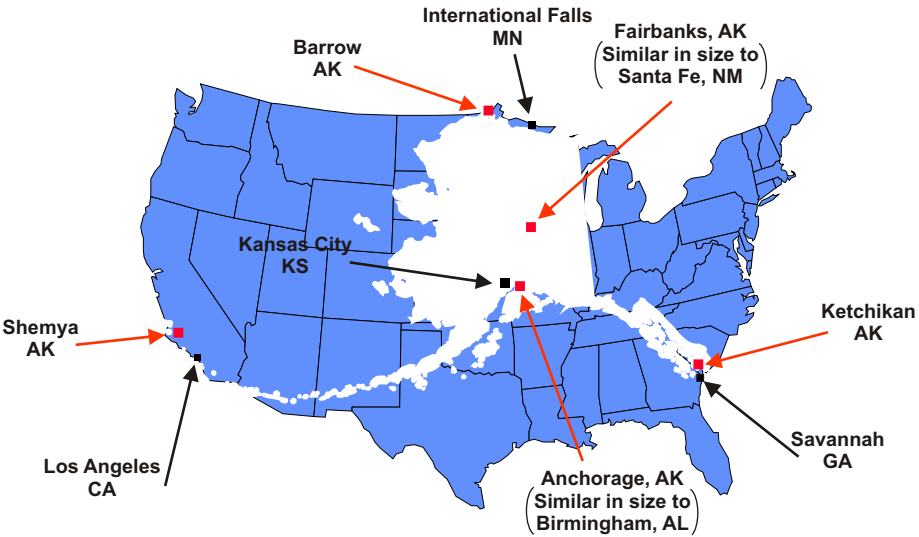 International Falls
MN
Fairbanks, AK
(Similar in size to
Santa Fe, NM)
Barrow
AK
Kansas City
KS
Shemya
AK
Ketchikan
AK
Los Angeles
CA
Savannah
GA
Anchorage, AK
(Similar in size to
Birmingham, AL)